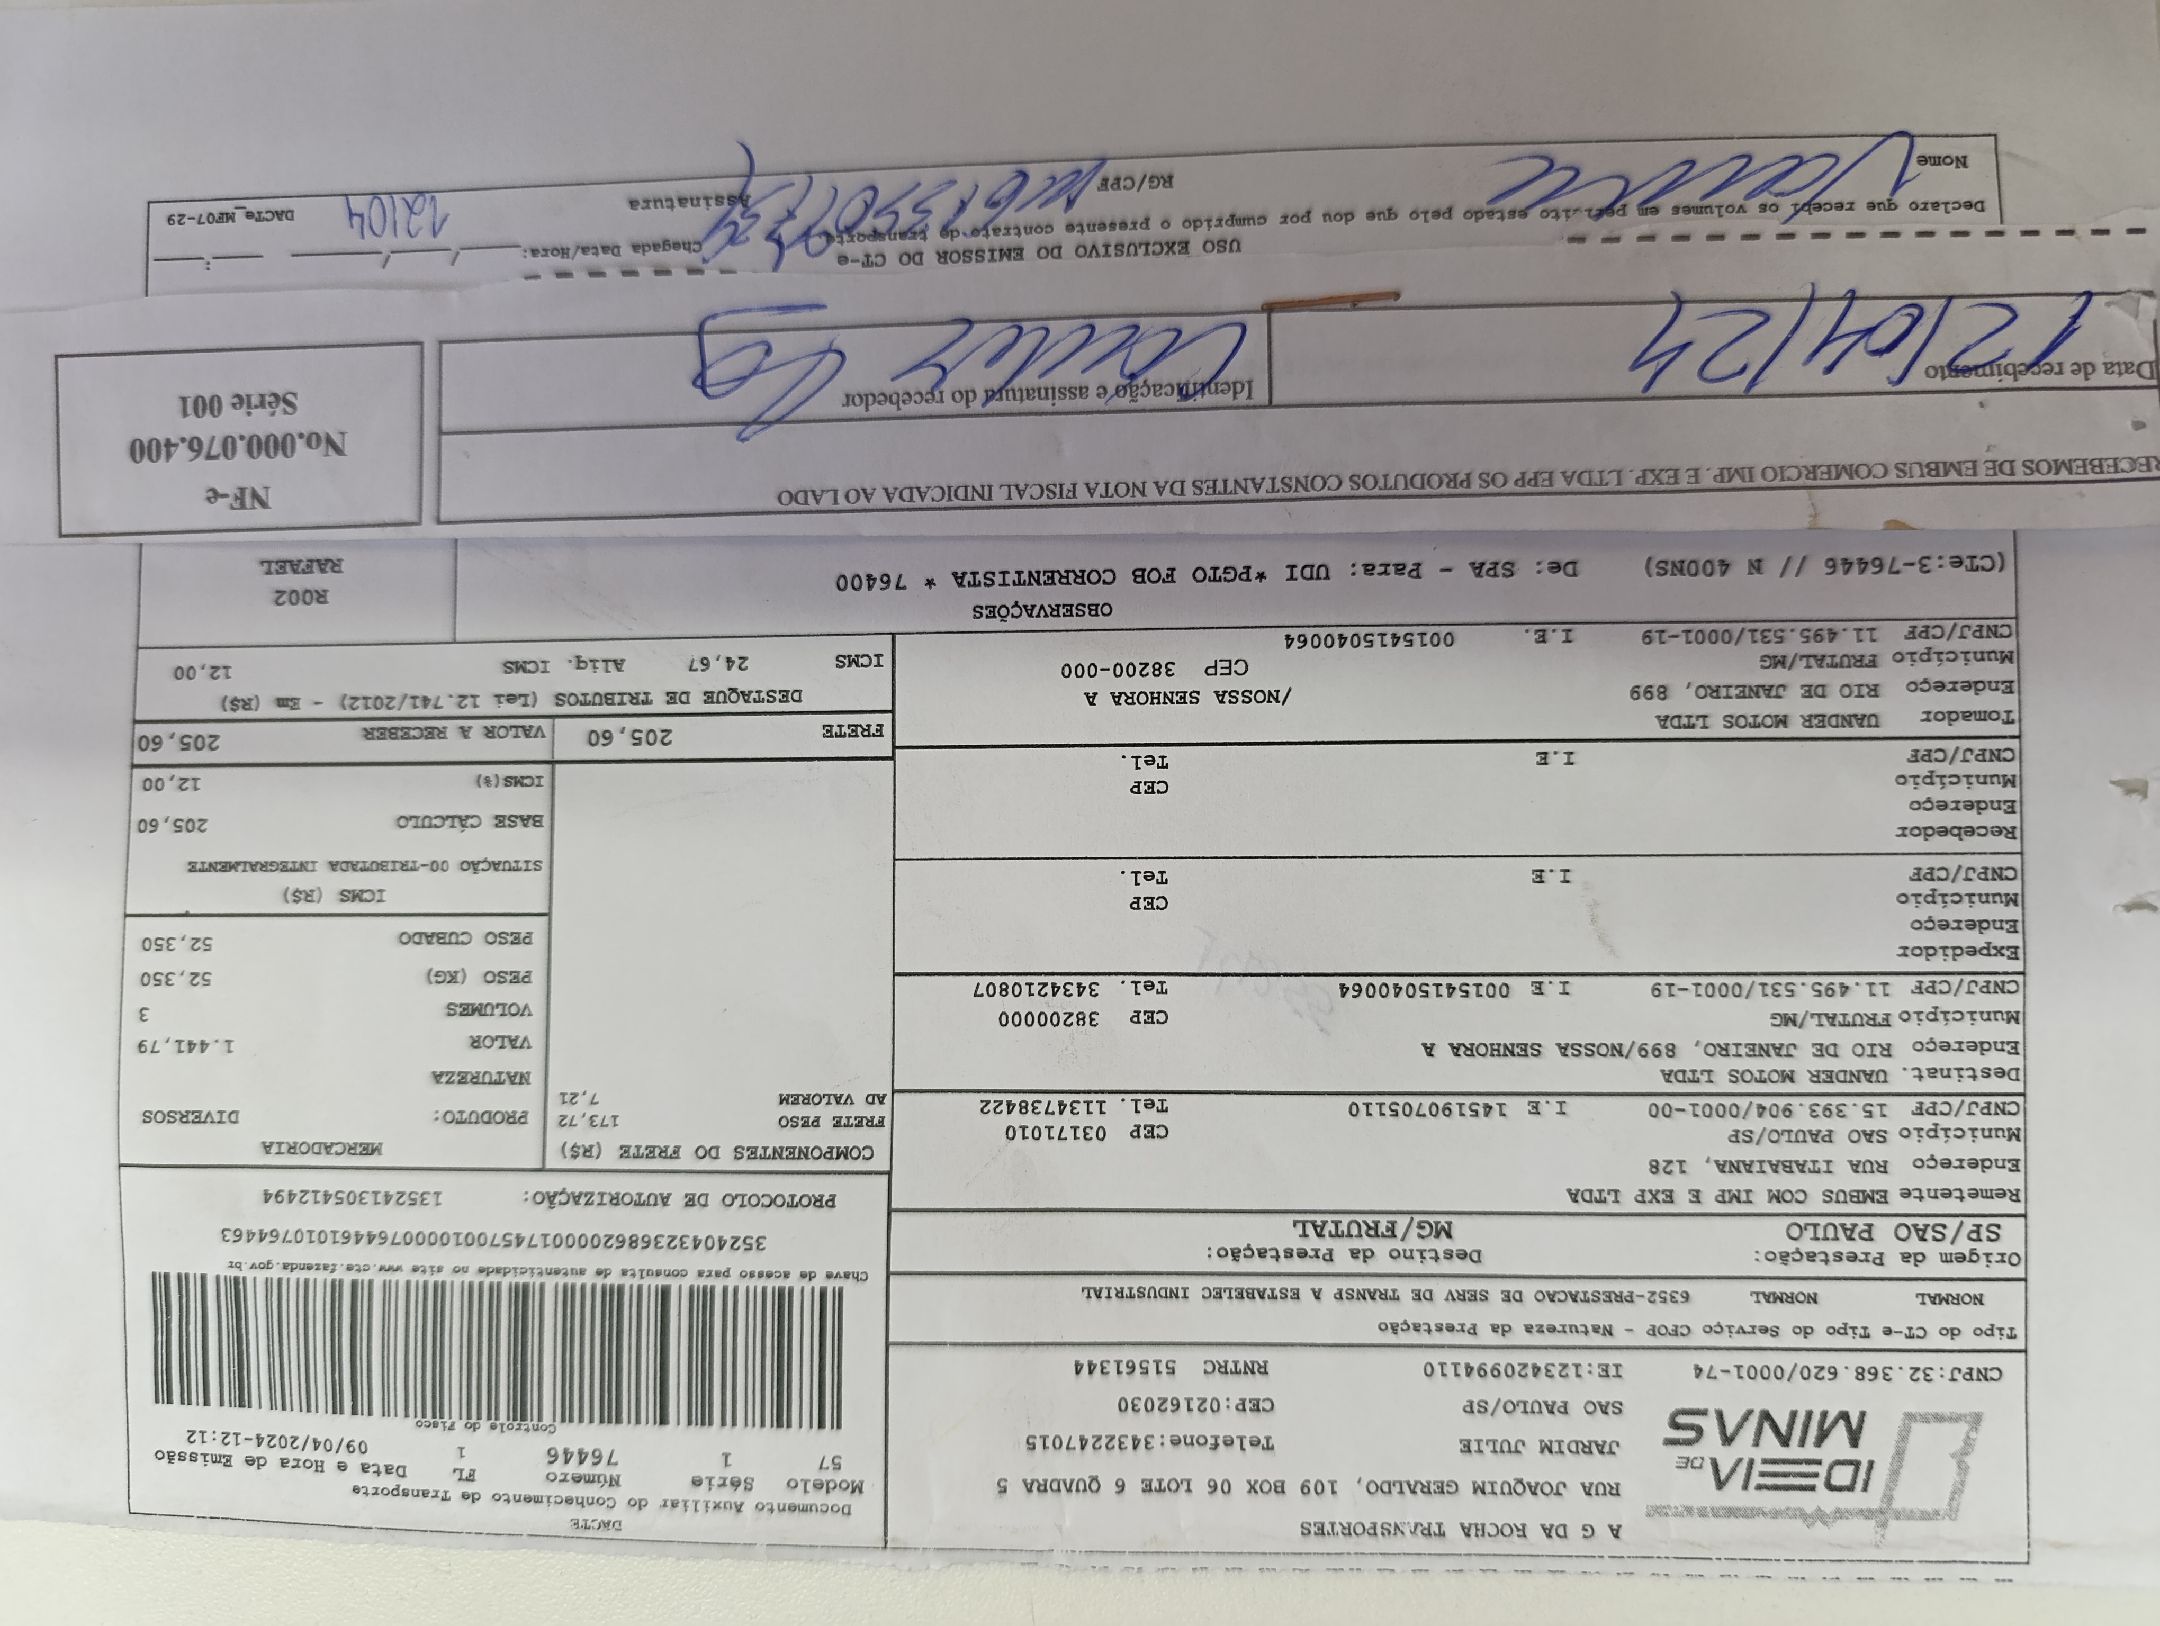 A G DA ROCHA TRANSPORTES
IDEIA DE MINAS
RUA JOAQUIM GERALDO, 109 BOX 06 LOTE 6 QUADRA 5
JARDIM JULIE Telefone:3432247015
SAO PAULO/SP CEP:02162030
CNPJ:32.368.620/0001-74 IE:123420994110 RNTRC 51561344
DACTE
Documento Auxiliar do Conhecimento de Transporte
Modelo Série Número FL Data e Hora de Emissão
57 1 76446 1 09/04/2024-12:12
Controle do Fisco
Chave de acesso para consulta de autenticidade no site www.cte.fazenda.gov.br
35240432368620000174570010000764461010764463
PROTOCOLO DE AUTORIZAÇÃO: 135241305412494
Tipo do CT-e Tipo do Serviço CFOP - Natureza da Prestação
NORMAL NORMAL 6352-PRESTACAO DE SERV DE TRANSP A ESTABELEC INDUSTRIAL
Origem da Prestação: Destino da Prestação:
SP/SAO PAULO MG/FRUTAL
Remetente EMBUS COM IMP E EXP LTDA
Endereço RUA ITABAIANA, 128
Município SAO PAULO/SP CEP 03171010
CNPJ/CPF 15.393.904/0001-00 I.E 145190705110 Tel. 1134738422
Destinat. UANDER MOTOS LTDA
Endereço RIO DE JANEIRO, 899/NOSSA SENHORA A
Município FRUTAL/MG CEP 38200000
CNPJ/CPF 11.495.531/0001-19 I.E 0015415040064 Tel. 3434210807
Expedidor
Endereço
Município CEP
CNPJ/CPF I.E Tel.
Recebedor
Endereço
Município CEP
CNPJ/CPF I.E Tel.
Tomador UANDER MOTOS LTDA
Endereço RIO DE JANEIRO, 899 /NOSSA SENHORA A
Município FRUTAL/MG CEP 38200-000
CNPJ/CPF 11.495.531/0001-19 I.E. 0015415040064
COMPONENTES DO FRETE (R$)
FRETE PESO 173,72
AD VALOREM 7,21
MERCADORIA
PRODUTO: DIVERSOS
NATUREZA
VALOR 1.441,79
VOLUMES 3
PESO (KG) 52,350
PESO CUBADO 52,350
ICMS (R$)
SITUAÇÃO 00-TRIBUTADA INTEGRALMENTE
BASE CÁLCULO 205,60
ICMS(%) 12,00
FRETE 205,60 VALOR A RECEBER 205,60
DESTAQUE DE TRIBUTOS (Lei 12.741/2012) - Em (R$)
ICMS 24,67 Aliq. ICMS 12,00
OBSERVAÇÕES
(CTe:3-76446 // N 400NS) De: SPA - Para: UDI *PGTO FOB CORRENTISTA * 76400
R002
RAFAEL
RECEBEMOS DE EMBUS COMERCIO IMP. E EXP. LTDA EPP OS PRODUTOS CONSTANTES DA NOTA FISCAL INDICADA AO LADO
NF-e
No.000.076.400
Série 001
Data de recebimento
12/04/24
Identificação e assinatura do recebedor
USO EXCLUSIVO DO EMISSOR DO CT-e
Chegada Data/Hora:
Declaro que recebi os volumes em perfeito estado pelo que dou por cumprido o presente contrato de transporte
12/04
DACTe_MF07-29
Nome RG/CPF Assinatura